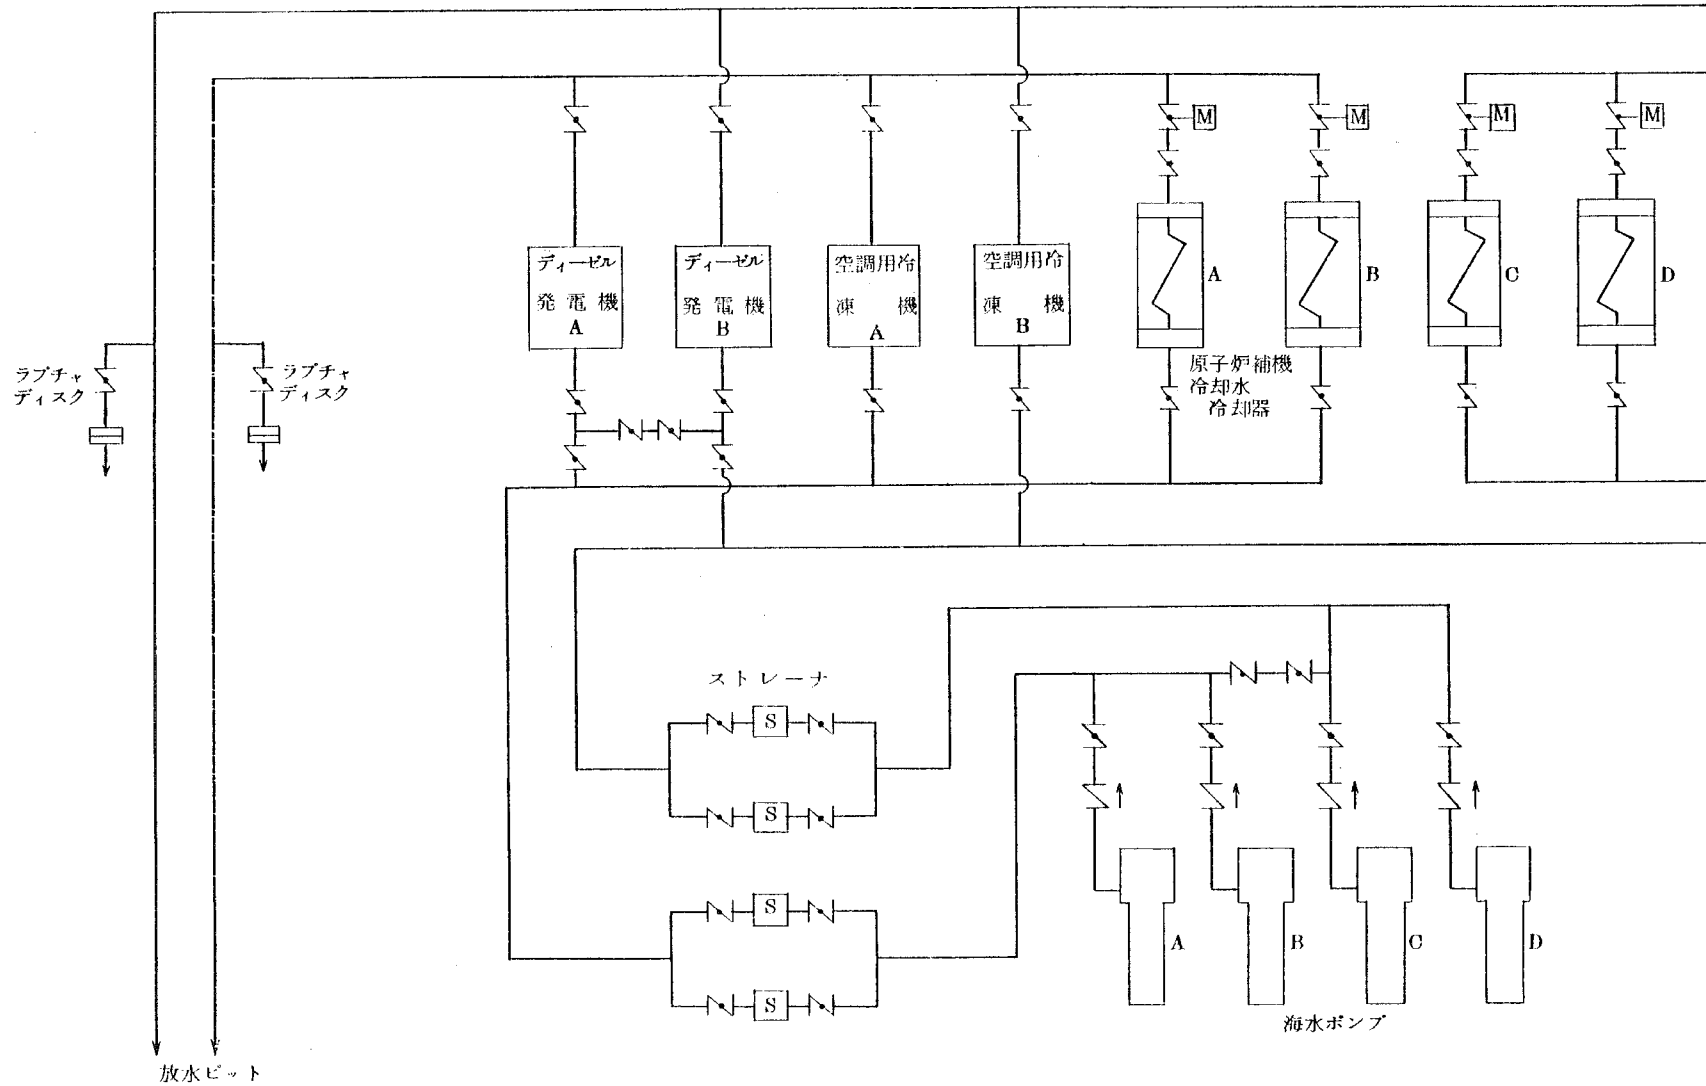 M
M
M
M
ディーゼル
発電機
A
ディーゼル
発電機
B
空調用冷
凍機
A
空調用冷
凍機
B
A
B
C
D
原子炉補機
冷却水
冷却器
ラプチャ
ディスク
ラプチャ
ディスク
ストレーナ
S
S
S
S
A
B
C
D
海水ポンプ
放水ピット